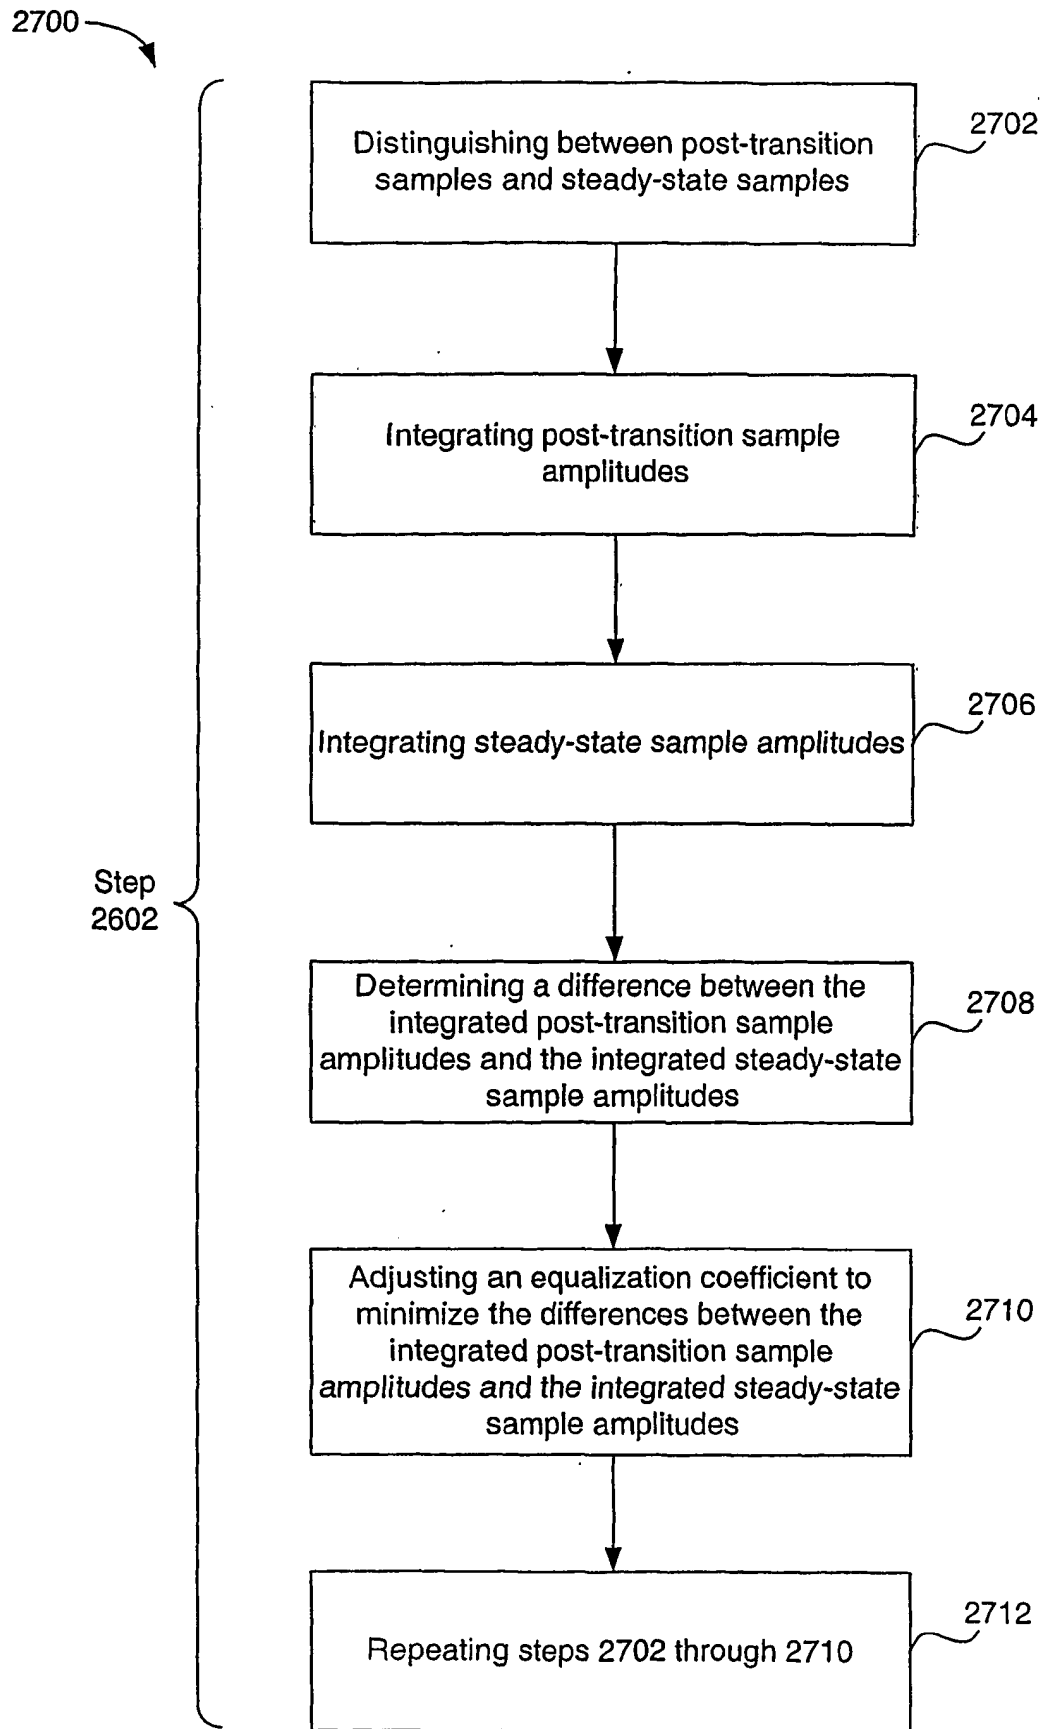 2700
Distinguishing between post-transition
samples and steady-state samples
2702
Integrating post-transition sample
amplitudes
2704
Integrating steady-state sample amplitudes
2706
Step
2602
Determining a difference between the
integrated post-transition sample
amplitudes and the integrated steady-state
sample amplitudes
2708
Adjusting an equalization coefficient to
minimize the differences between the
integrated post-transition sample
amplitudes and the integrated steady-state
sample amplitudes
2710
Repeating steps 2702 through 2710
2712